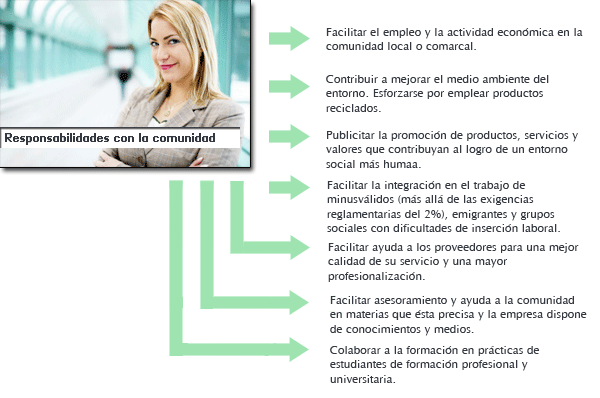 Responsabilidades con la comunidad
Facilitar el empleo y la actividad económica en la
comunidad local o comarcal.
Contribuir a mejorar el medio ambiente del
entorno. Esforzarse por emplear productos
reciclados.
Publicitar la promoción de productos, servicios y
valores que contribuyan al logro de un entorno
social más humaa.
Facilitar la integración en el trabajo de
minusválidos (más allá de las exigencias
reglamentarias del 2%), emigrantes y grupos
sociales con dificultades de inserción laboral.
Facilitar ayuda a los proveedores para una mejor
calidad de su servicio y una mayor
profesionalización.
Facilitar asesoramiento y ayuda a la comunidad
en materias que ésta precisa y la empresa dispone
de conocimientos y medios.
Colaborar a la formación en prácticas de
estudiantes de formación profesional y
universitaria.